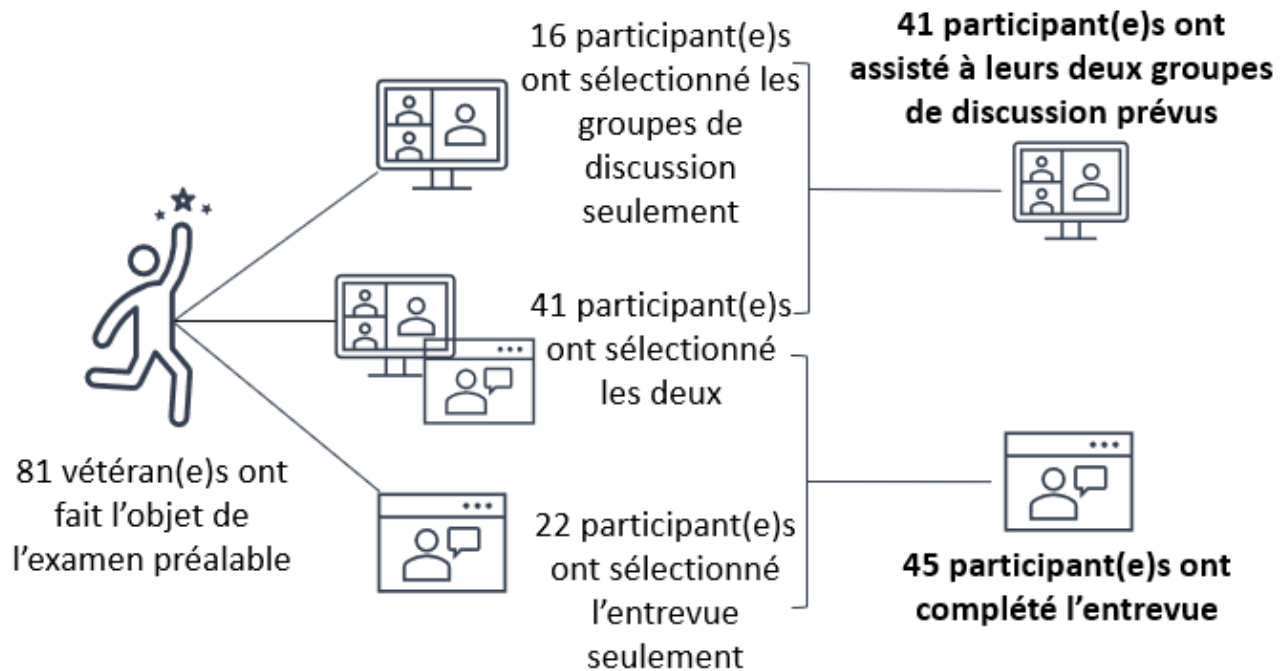 81 vétéran(e)s ont
fait l’objet de
l’examen préalable
16 participant(e)s
ont sélectionné les
groupes de
discussion
seulement
41 participant(e)s
ont sélectionné
les deux
22 participant(e)s
ont sélectionné
l’entrevue
seulement
41 participant(e)s ont
assisté à leurs deux groupes
de discussion prévus
45 participant(e)s ont
complété l’entrevue